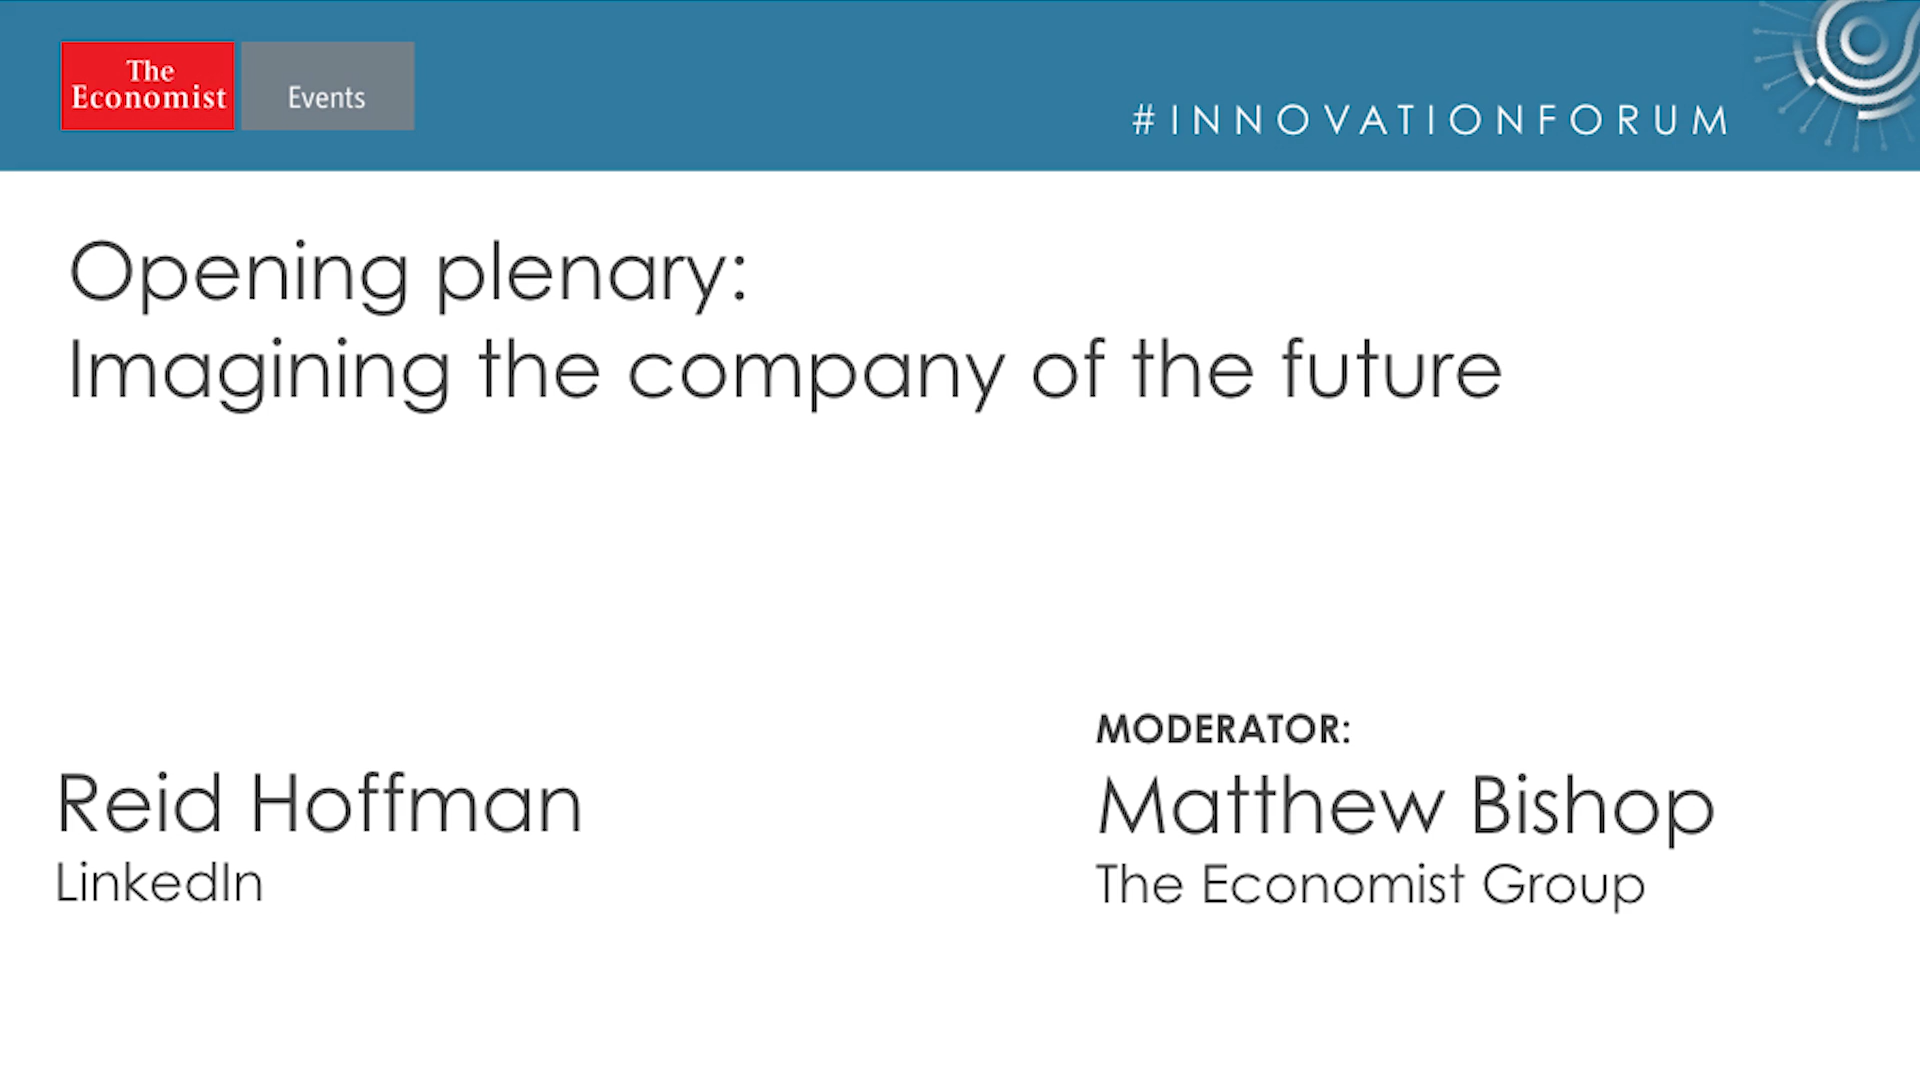 The
Economist
Events
#INNOVATIONFORUM
Opening plenary:
Imagining the company of the future
Reid Hoffman
LinkedIn
MODERATOR:
Matthew Bishop
The Economist Group